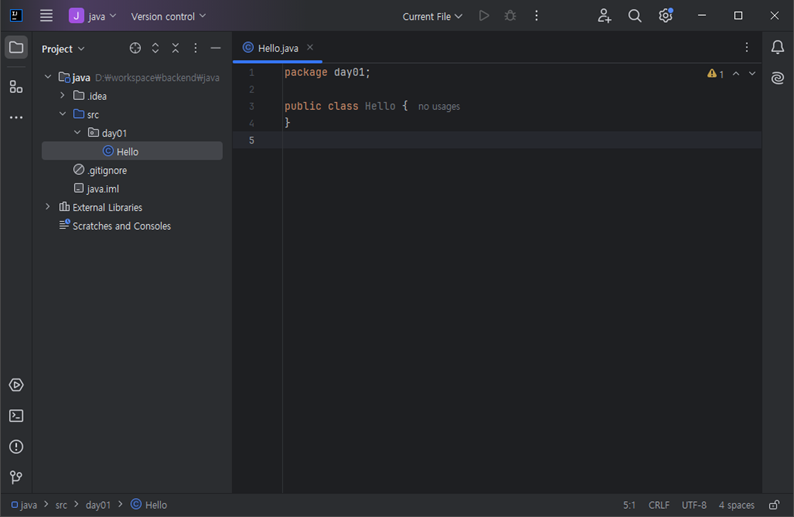 J java Version control Current File
Project
java D:\workspace\backend\java
.idea
src
day01
Hello
.gitignore
java.iml
External Libraries
Scratches and Consoles
Hello.java
1 package day01;
2
3 public class Hello { no usages
4 }
5
1
java > src > day01 > Hello 5:1 CRLF UTF-8 4 spaces